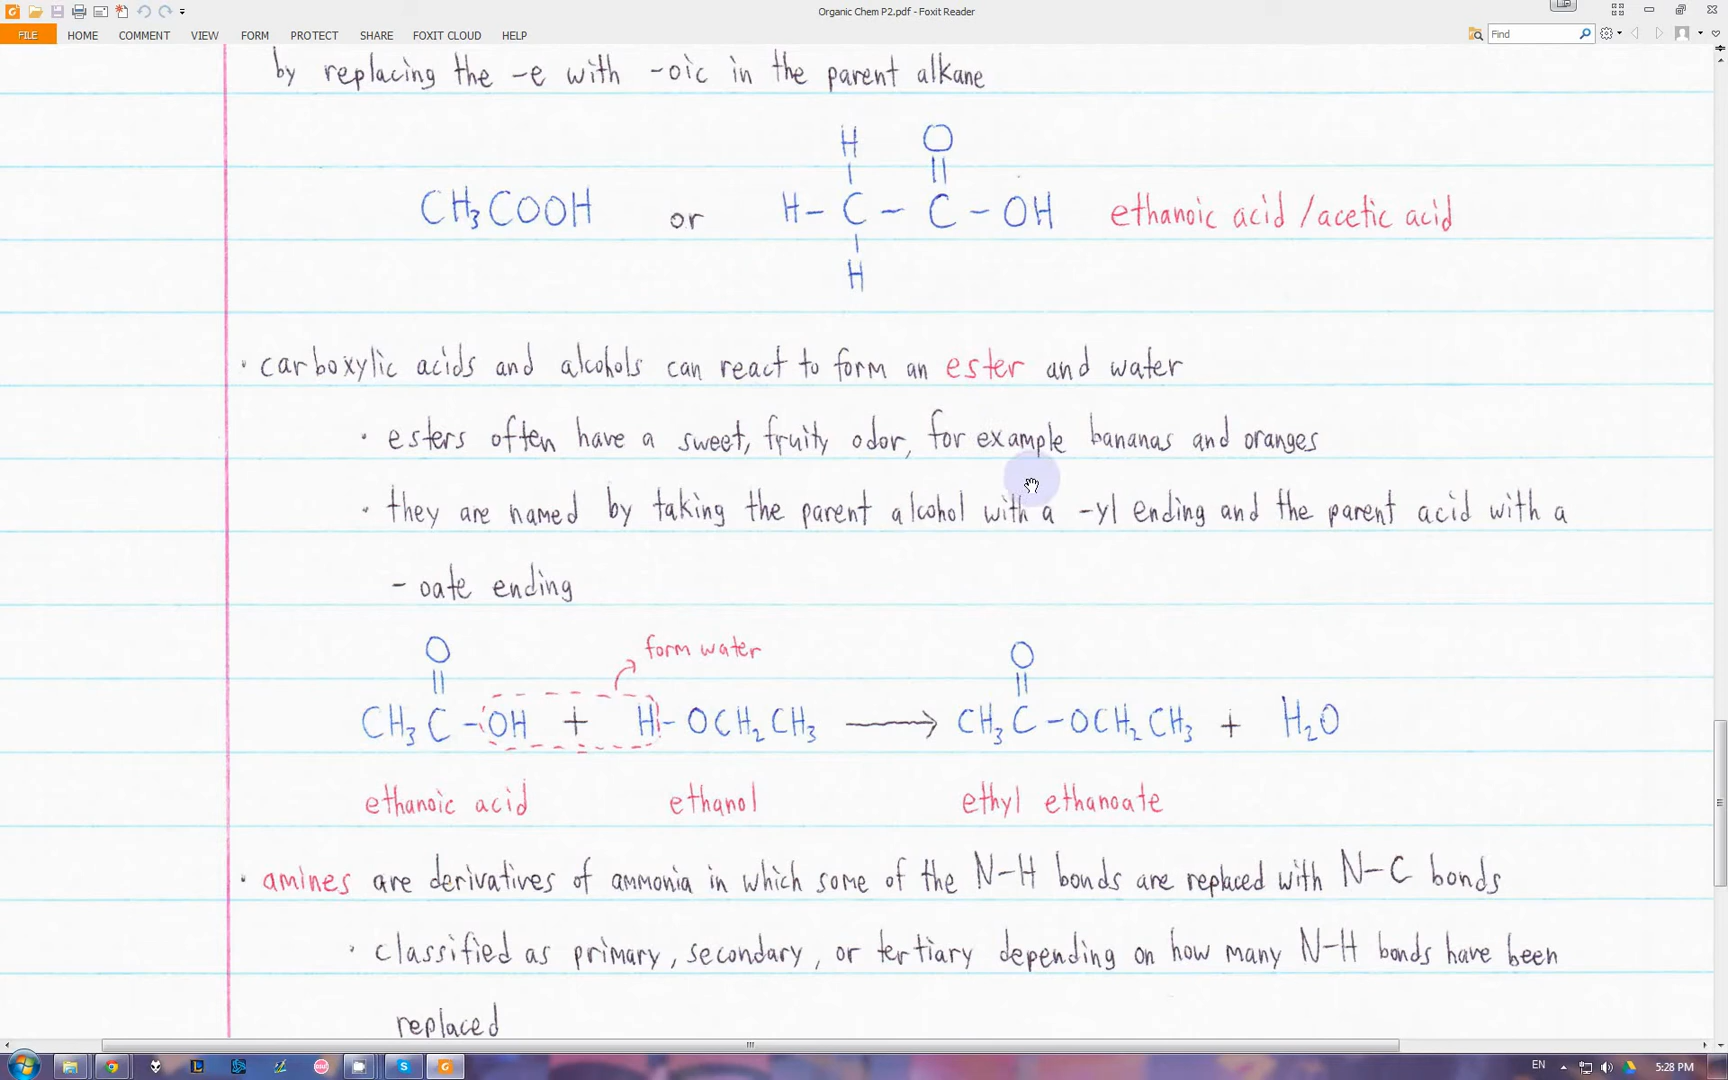 Organic Chem P2.pdf - Foxit Reader
FILE HOME COMMENT VIEW FORM PROTECT SHARE FOXIT CLOUD HELP Find
by replacing the -e with -oic in the parent alkane
H O
CH₃COOH or H - C - C - OH ethanoic acid / acetic acid
H
· carboxylic acids and alcohols can react to form an ester and water
· esters often have a sweet, fruity odor, for example bananas and oranges
· they are named by taking the parent alcohol with a -yl ending and the parent acid with a
- oate ending
O form water O
CH₃C - OH + H - OCH₂CH₃ → CH₃C - OCH₂CH₃ + H₂O
ethanoic acid ethanol ethyl ethanoate
· amines are derivatives of ammonia in which some of the N-H bonds are replaced with N-C bonds
· classified as primary, secondary, or tertiary depending on how many N-H bonds have been
replaced
EN 5:28 PM